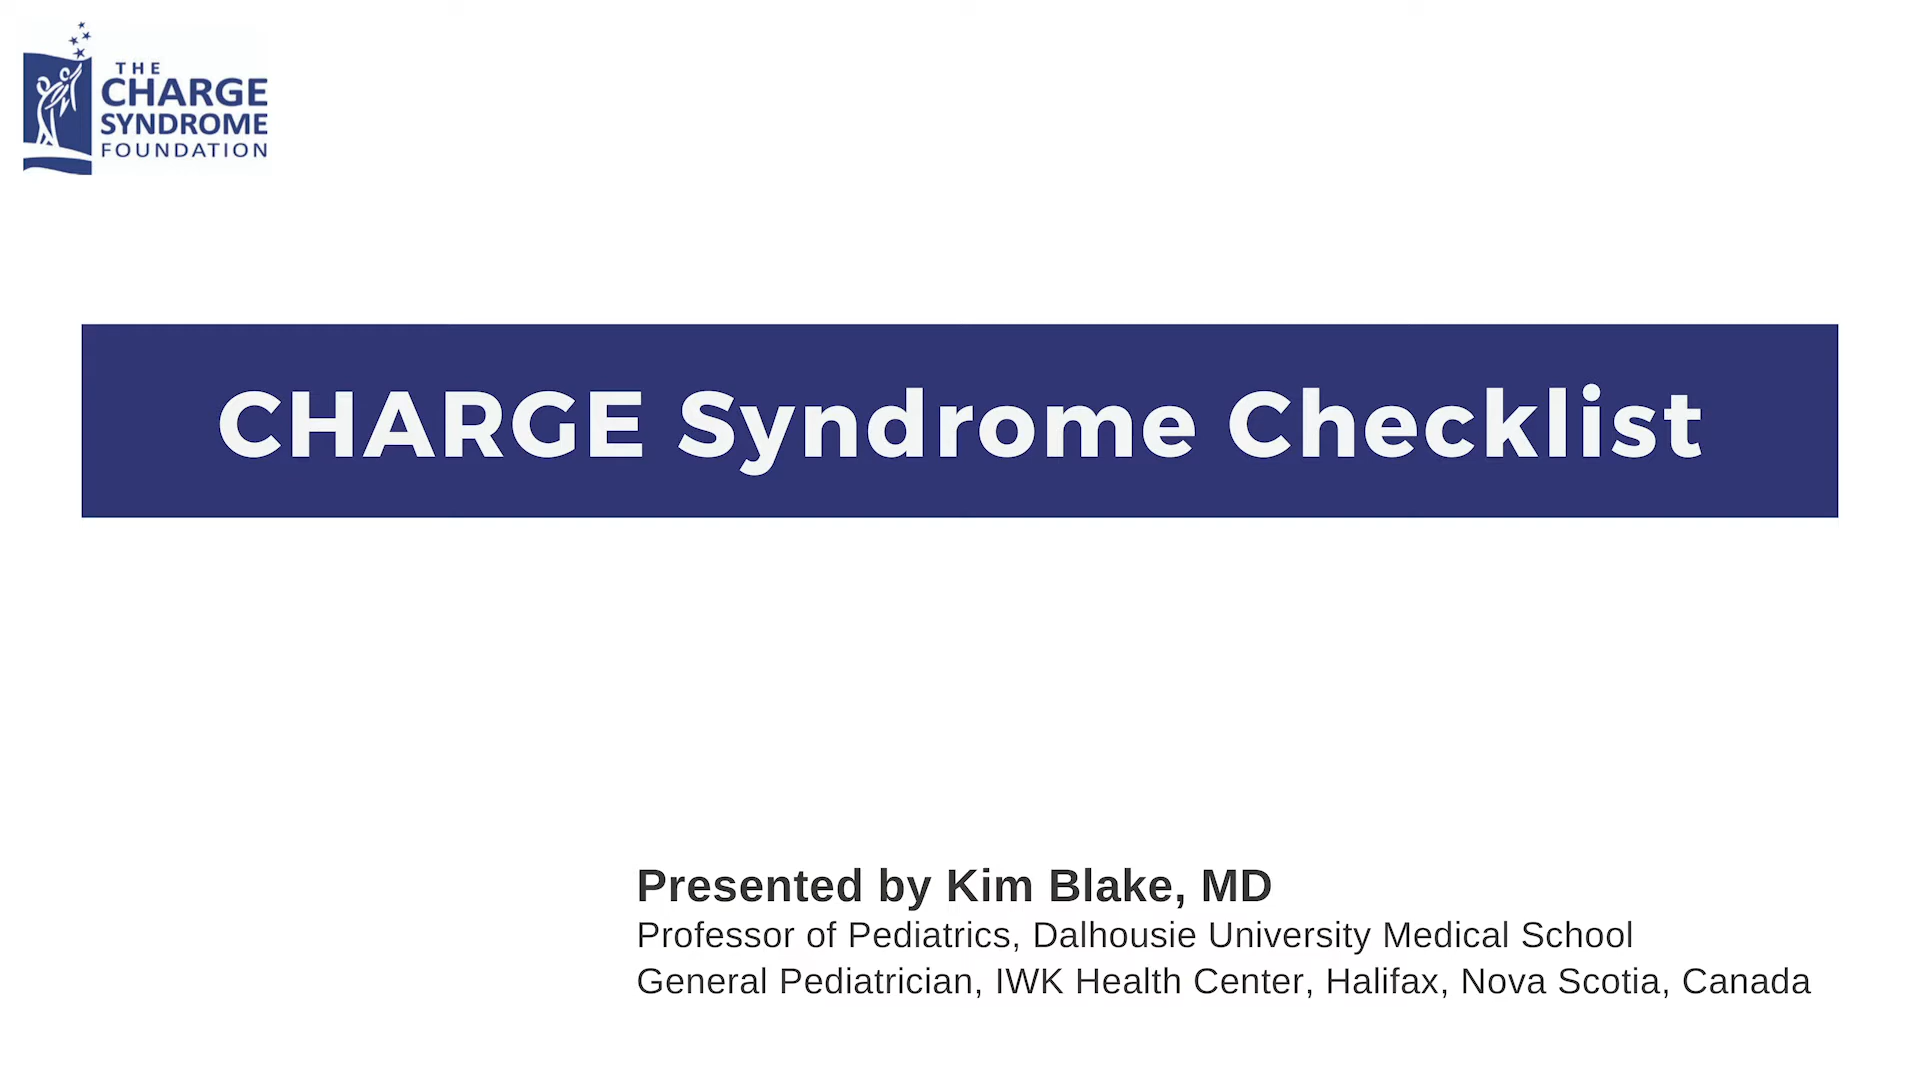 THE
CHARGE
SYNDROME
FOUNDATION
CHARGE Syndrome Checklist
Presented by Kim Blake, MD
Professor of Pediatrics, Dalhousie University Medical School
General Pediatrician, IWK Health Center, Halifax, Nova Scotia, Canada